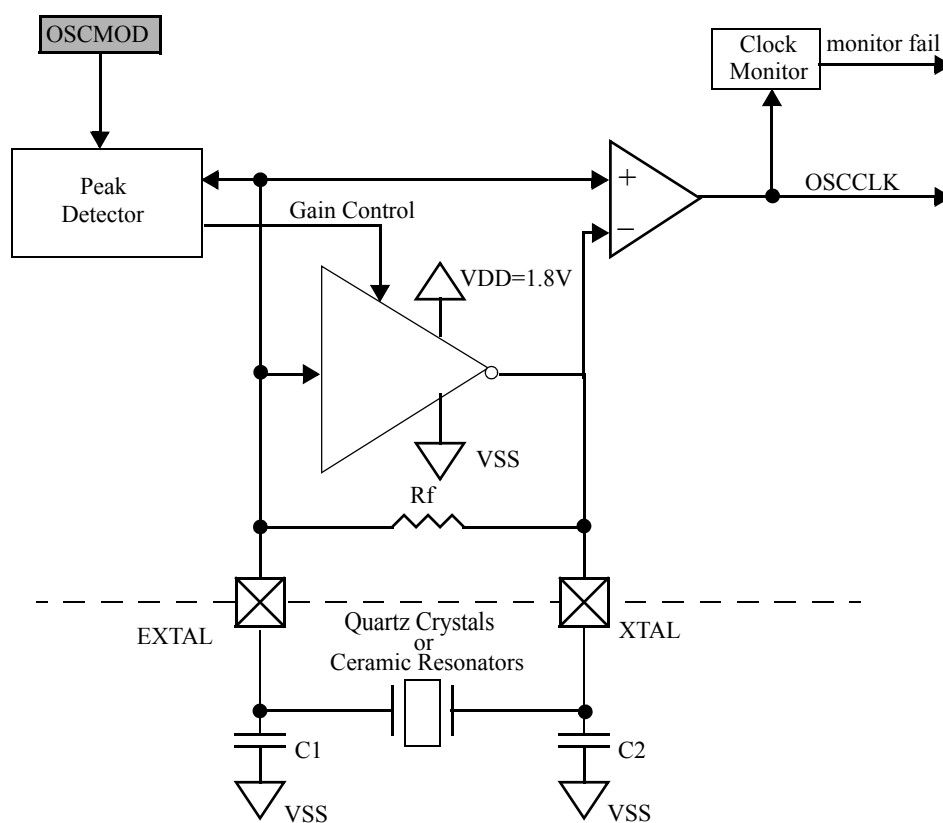 OSCMOD
Clock
Monitor
monitor fail
Peak
Detector
+
OSCCLK
Gain Control
−
VDD=1.8V
VSS
Rf
EXTAL
Quartz Crystals
or
Ceramic Resonators
XTAL
C1
C2
VSS
VSS